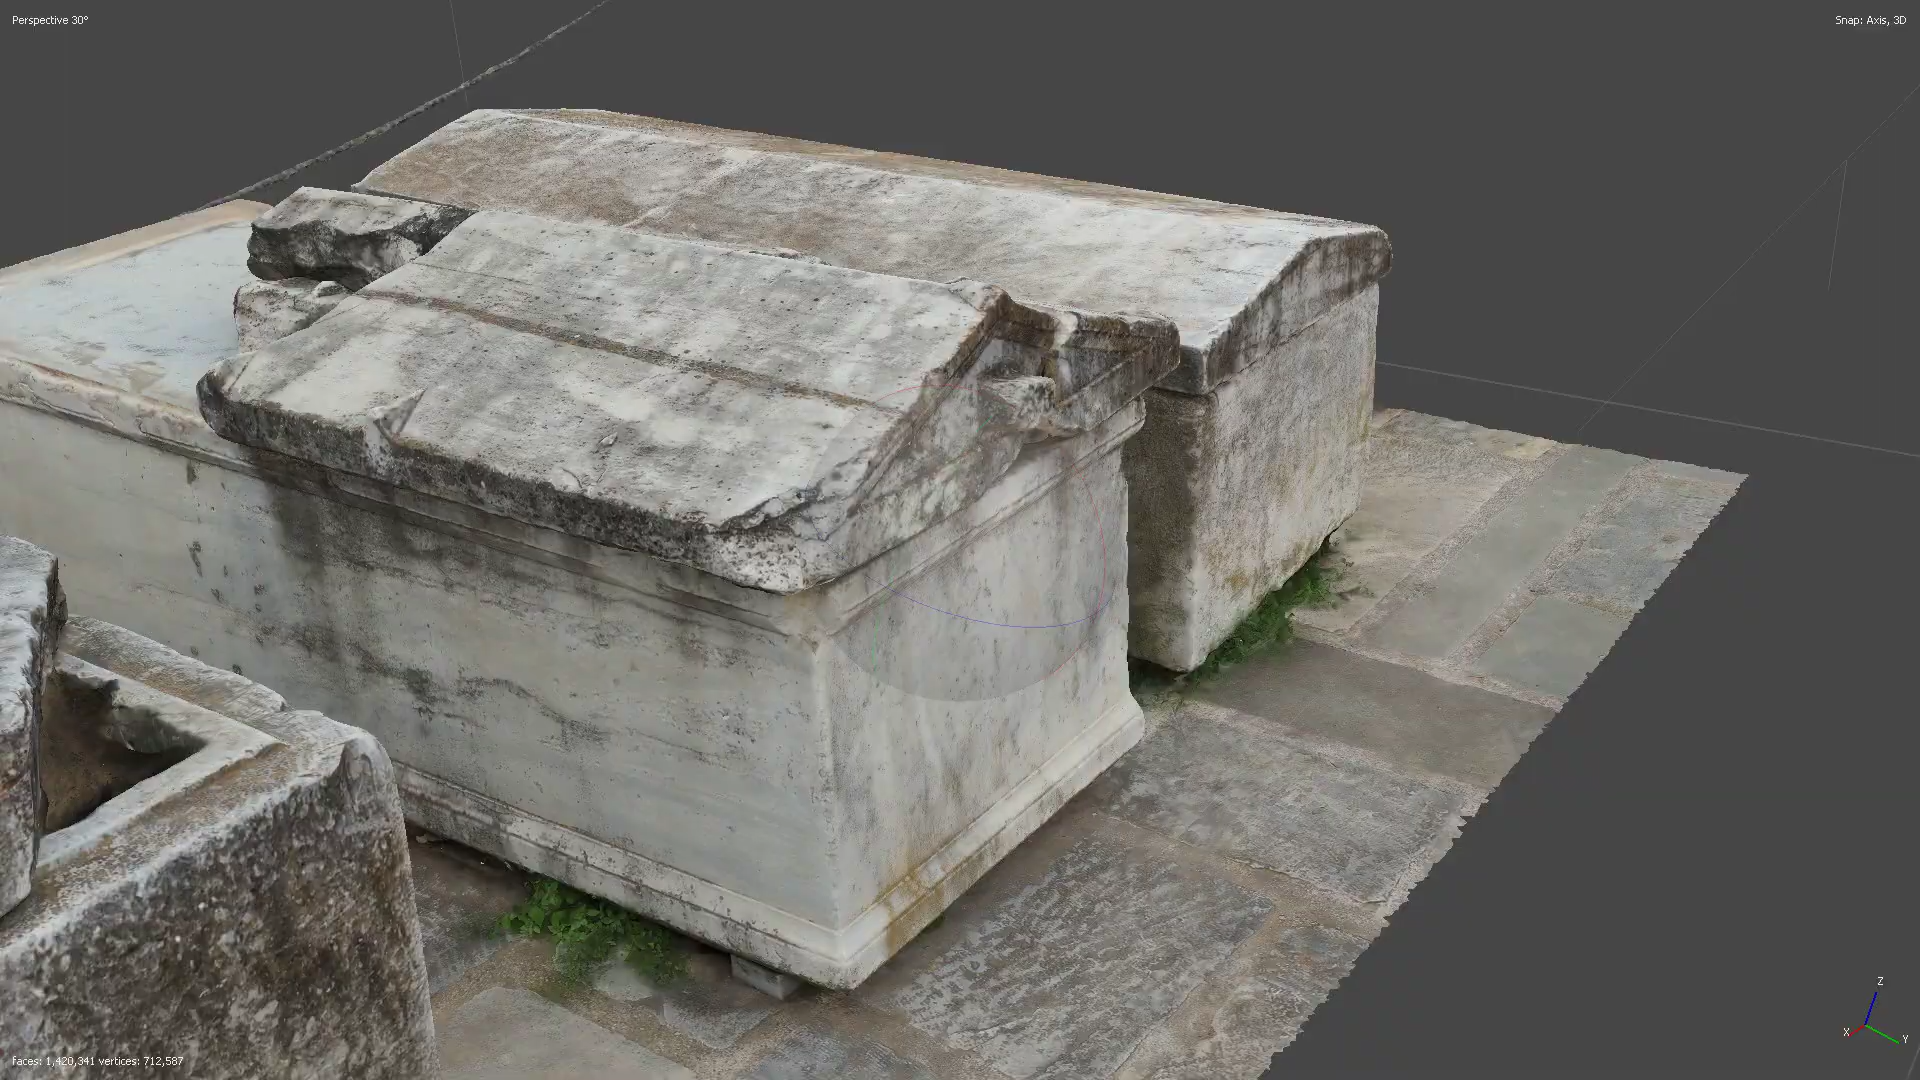 Perspective 30°
Snap: Axis, 3D
Z
X
Y
faces: 1,420,341 vertices: 712,587